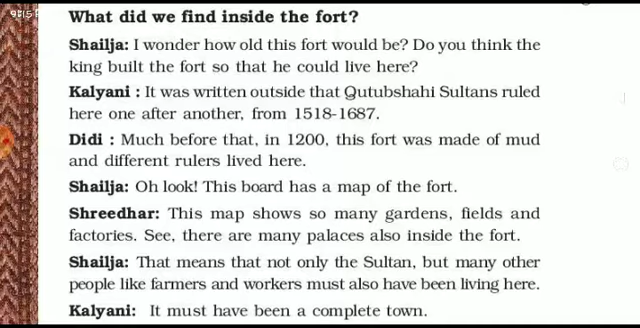 What did we find inside the fort?
Shailja: I wonder how old this fort would be? Do you think the
king built the fort so that he could live here?
Kalyani : It was written outside that Qutubshahi Sultans ruled
here one after another, from 1518-1687.
Didi : Much before that, in 1200, this fort was made of mud
and different rulers lived here.
Shailja: Oh look! This board has a map of the fort.
Shreedhar: This map shows so many gardens, fields and
factories. See, there are many palaces also inside the fort.
Shailja: That means that not only the Sultan, but many other
people like farmers and workers must also have been living here.
Kalyani: It must have been a complete town.